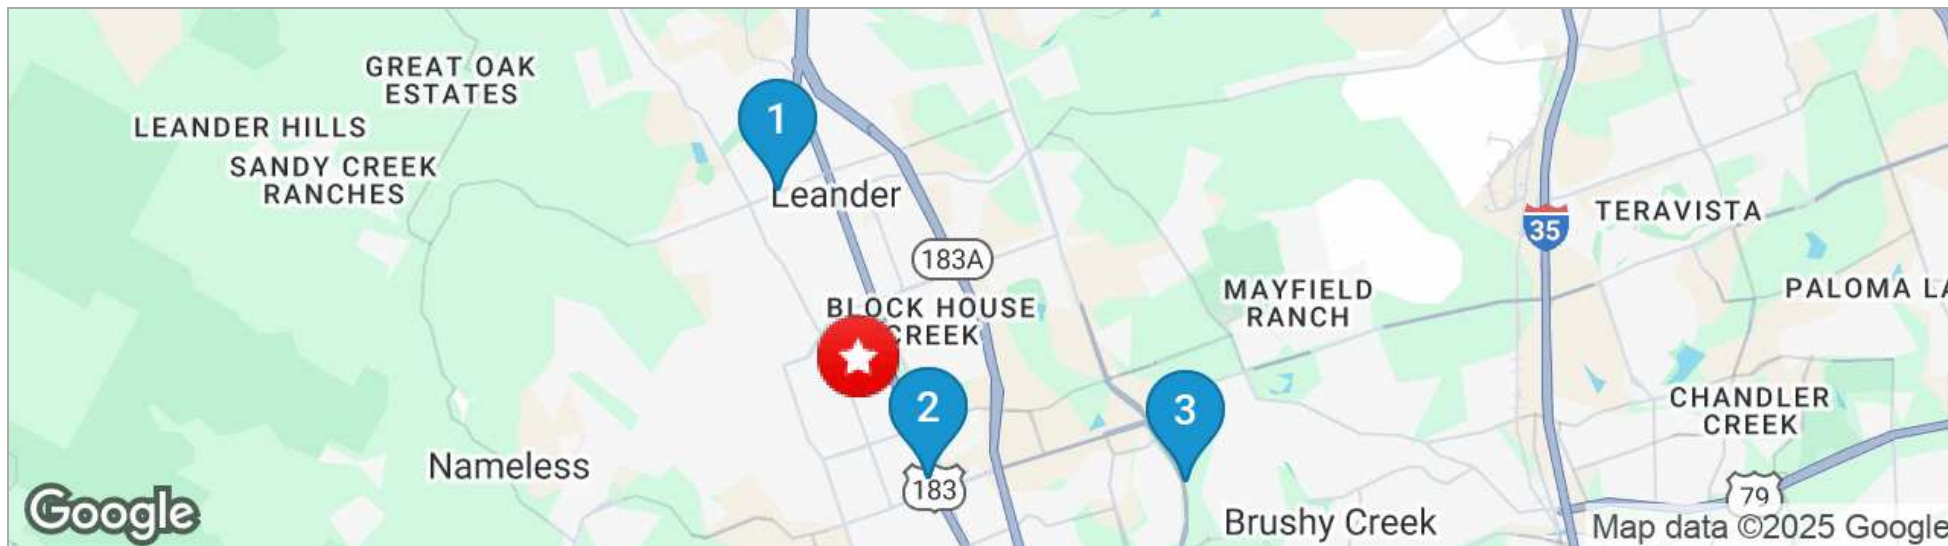 GREAT OAK
ESTATES
LEANDER HILLS
SANDY CREEK
RANCHES
1
Leander
183A
BLOCK HOUSE
CREEK
MAYFIELD
RANCH
35
TERAVISTA
PALOMA LA
2
3
CHANDLER
CREEK
Nameless
183
79
Brushy Creek
Google
Map data ©2025 Google